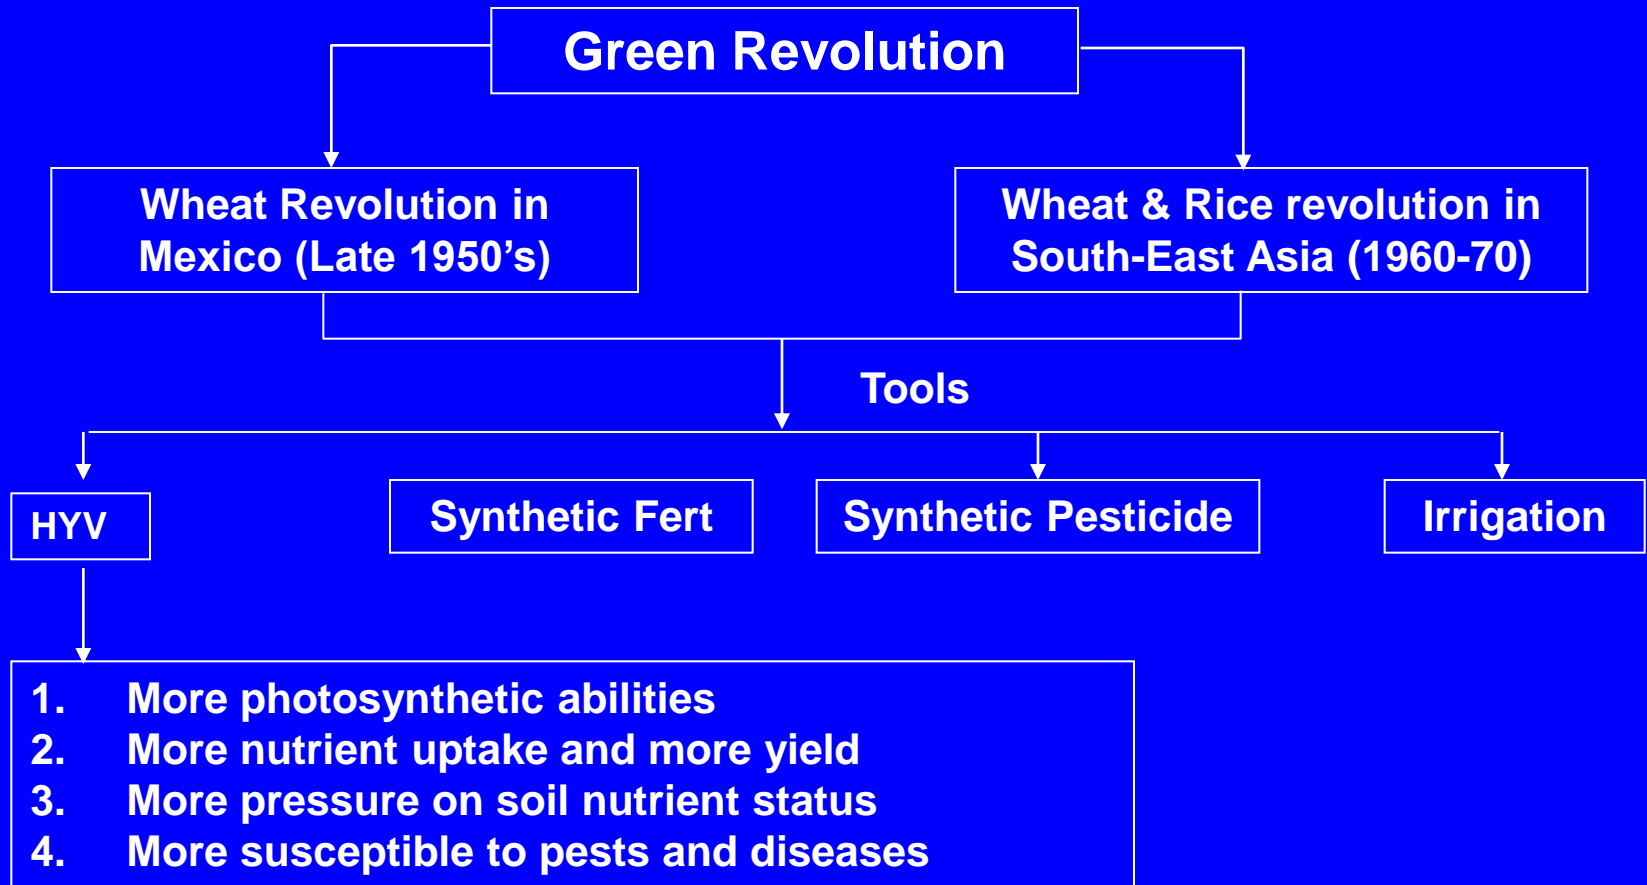 Green Revolution
Wheat Revolution in
Mexico (Late 1950’s)
Wheat & Rice revolution in
South-East Asia (1960-70)
Tools
HYV
Synthetic Fert
Synthetic Pesticide
Irrigation
1. More photosynthetic abilities
2. More nutrient uptake and more yield
3. More pressure on soil nutrient status
4. More susceptible to pests and diseases